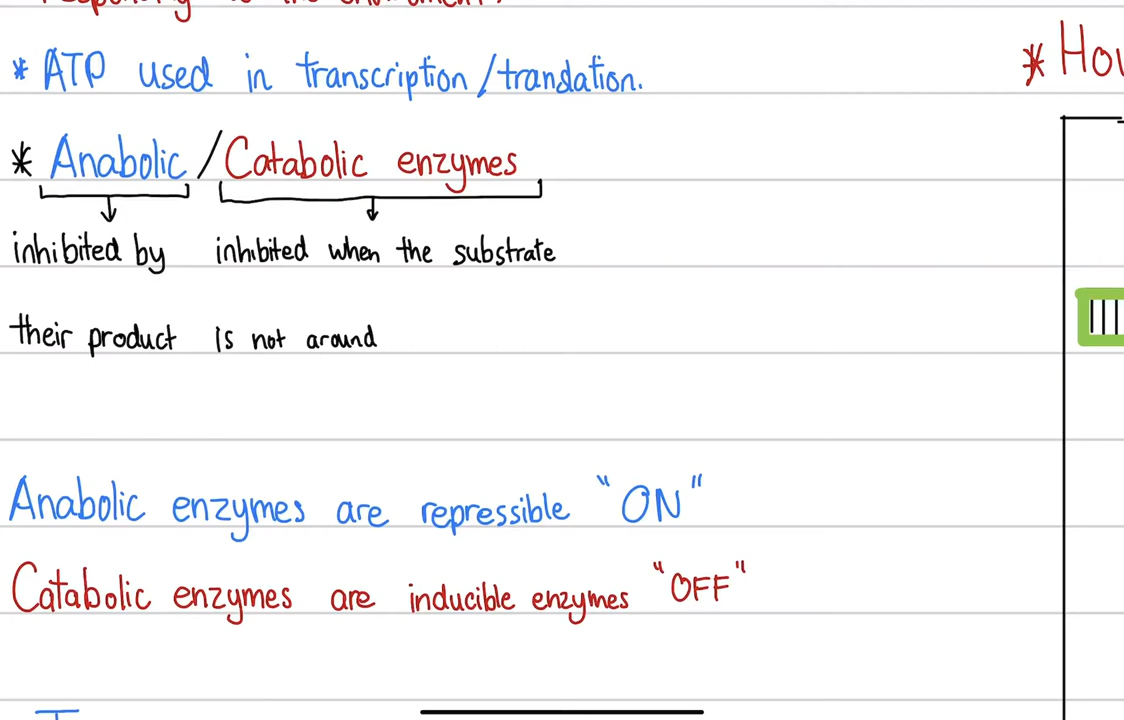 * ATP used in transcription/translation.
* How
* Anabolic / Catabolic enzymes
inhibited by inhibited when the substrate
their product is not around
Anabolic enzymes are repressible "ON"
Catabolic enzymes are inducible enzymes "OFF"